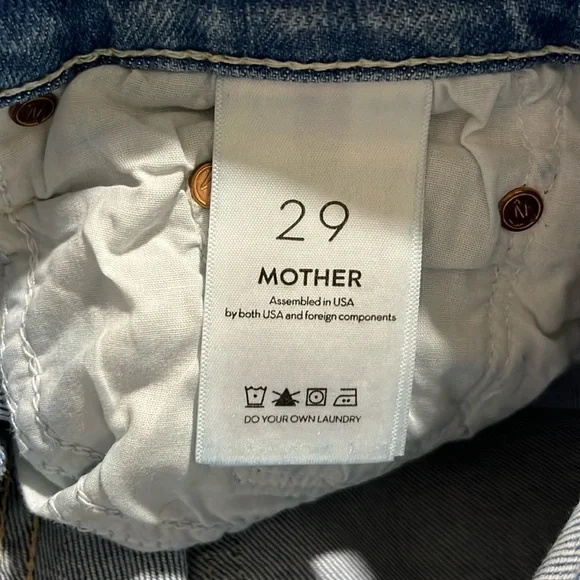 29
MOTHER
Assembled in USA
by both USA and foreign components
DO YOUR OWN LAUNDRY